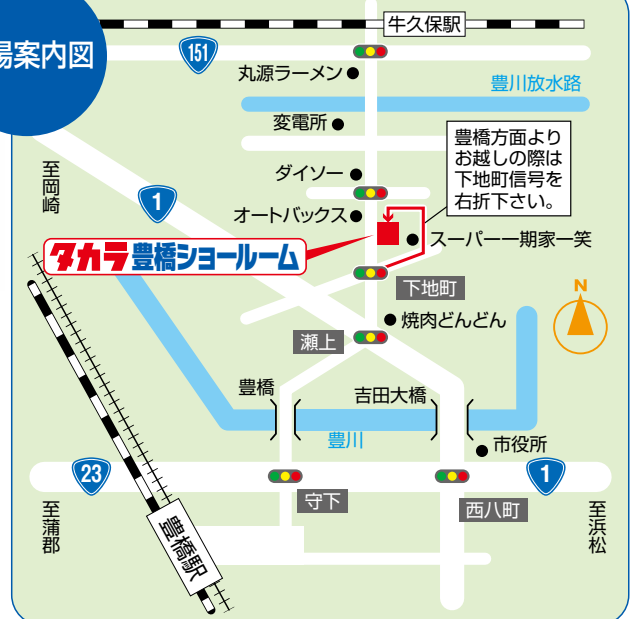 場案内図
牛久保駅
151
丸源ラーメン
豊川放水路
変電所
豊橋方面より
お越しの際は
下地町信号を
右折下さい。
至岡崎
ダイソー
1
オートバックス
スーパー一期家一笑
タカラ豊橋ショールーム
下地町
N
焼肉どんどん
瀬上
豊橋
吉田大橋
豊川
市役所
23
1
守下
西八町
至蒲郡
至浜松
豊橋駅